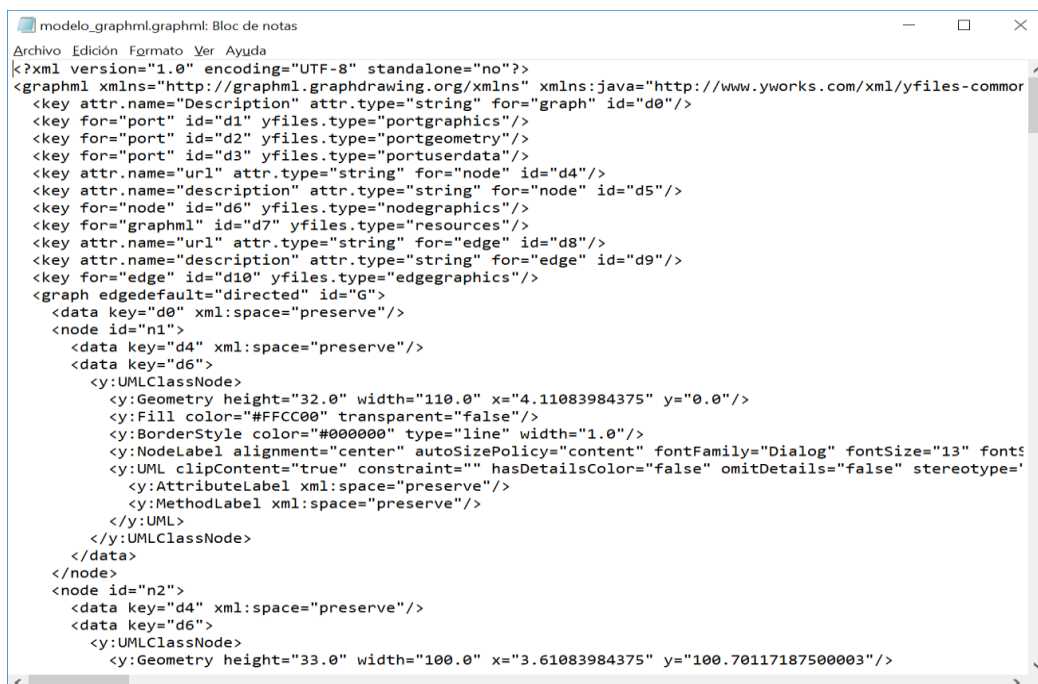 modelo_graphml.graphml: Bloc de notas
Archivo Edición Formato Ver Ayuda
<?xml version="1.0" encoding="UTF-8" standalone="no"?>
<graphml xmlns="http://graphml.graphdrawing.org/xmlns" xmlns:java="http://www.yworks.com/xml/yfiles-common
<key attr.name="Description" attr.type="string" for="graph" id="d0"/>
<key for="port" id="d1" yfiles.type="portgraphics"/>
<key for="port" id="d2" yfiles.type="portgeometry"/>
<key for="port" id="d3" yfiles.type="portuserdata"/>
<key attr.name="url" attr.type="string" for="node" id="d4"/>
<key attr.name="description" attr.type="string" for="node" id="d5"/>
<key for="node" id="d6" yfiles.type="nodegraphics"/>
<key for="graphml" id="d7" yfiles.type="resources"/>
<key attr.name="url" attr.type="string" for="edge" id="d8"/>
<key attr.name="description" attr.type="string" for="edge" id="d9"/>
<key for="edge" id="d10" yfiles.type="edgegraphics"/>
<graph edgedefault="directed" id="G">
<data key="d0" xml:space="preserve"/>
<node id="n1">
<data key="d4" xml:space="preserve"/>
<data key="d6">
<y:UMLClassNode>
<y:Geometry height="32.0" width="110.0" x="4.11083984375" y="0.0"/>
<y:Fill color="#FFCC00" transparent="false"/>
<y:BorderStyle color="#000000" type="line" width="1.0"/>
<y:NodeLabel alignment="center" autoSizePolicy="content" fontFamily="Dialog" fontSize="13" fontS
<y:UML clipContent="true" constraint="" hasDetailsColor="false" omitDetails="false" stereotype="
<y:AttributeLabel xml:space="preserve"/>
<y:MethodLabel xml:space="preserve"/>
</y:UML>
</y:UMLClassNode>
</data>
</node>
<node id="n2">
<data key="d4" xml:space="preserve"/>
<data key="d6">
<y:UMLClassNode>
<y:Geometry height="33.0" width="100.0" x="3.61083984375" y="100.70117187500003"/>